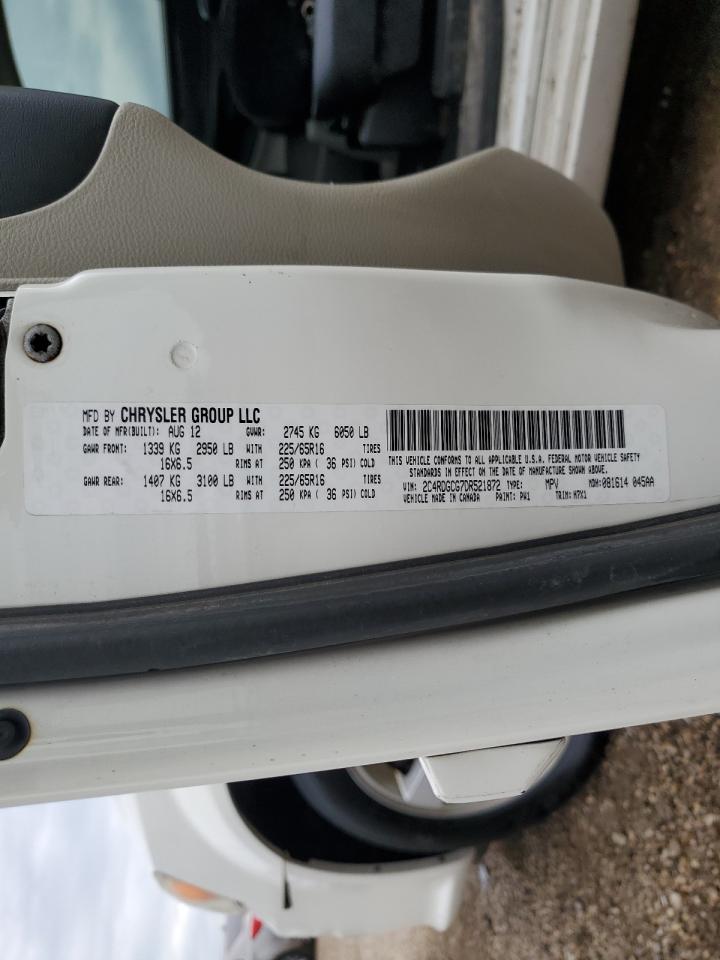 MFD BY CHRYSLER GROUP LLC
DATE OF MFR(BUILT): AUG 12 GVWR: 2745 KG 6050 LB
GAWR FRONT: 1339 KG 2950 LB WITH 225/65R16 TIRES
16X6.5 RIMS AT 250 KPA ( 36 PSI) COLD
GAWR REAR: 1407 KG 3100 LB WITH 225/65R16 TIRES
16X6.5 RIMS AT 250 KPA ( 36 PSI) COLD
THIS VEHICLE CONFORMS TO ALL APPLICABLE U.S.A. FEDERAL MOTOR VEHICLE SAFETY
STANDARDS IN EFFECT ON THE DATE OF MANUFACTURE SHOWN ABOVE.
VIN: 2C4RDGCG7DR521872 TYPE: MPV MDH: 081614 045AA
VEHICLE MADE IN CANADA PAINT: PW1 TRIM: M7X1